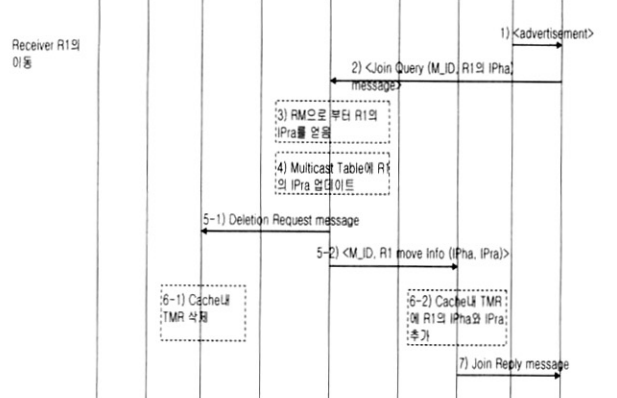 1) <advertisement>
Receiver R1의
이동
2) <Join Query (M_ID, R1의 IPha)
message>
3) RM으로 부터 R1의
IPra를 얻음
4) Multicast Table에 R1
의 IPra 업데이트
5-1) Deletion Request message
5-2) <M_ID, R1 move Info (IPha, IPra)>
6-1) Cache내
TMR 삭제
6-2) Cache내 TMR
에 R1의 IPha와 IPra
추가
7) Join Reply message